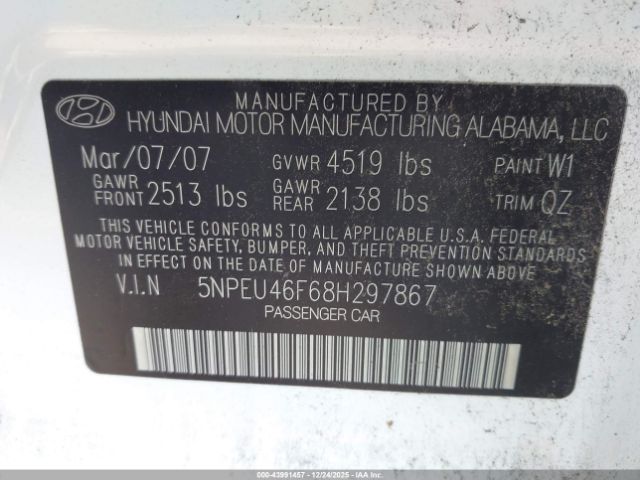 MANUFACTURED BY
HYUNDAI MOTOR MANUFACTURING ALABAMA, LLC
Mar/07/07 GVWR 4519 lbs PAINT W1
GAWR FRONT 2513 lbs GAWR REAR 2138 lbs TRIM QZ
THIS VEHICLE CONFORMS TO ALL APPLICABLE U.S.A. FEDERAL
MOTOR VEHICLE SAFETY, BUMPER, AND THEFT PREVENTION STANDARDS
IN EFFECT ON THE DATE OF MANUFACTURE SHOWN ABOVE.
V.I.N 5NPEU46F68H297867
PASSENGER CAR
000-43991457 - 12/24/2025 - IAAI.COM